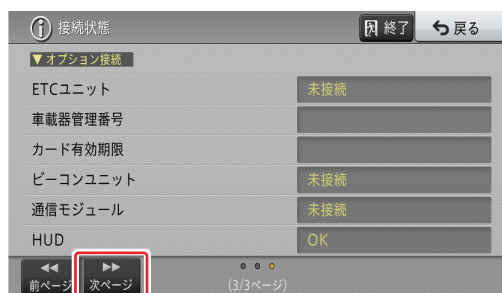 接続状態 終了 戻る
▼オプション接続
ETCユニット 未接続
車載器管理番号
カード有効期限
ビーコンユニット 未接続
通信モジュール 未接続
HUD OK
前ページ 次ページ (3/3ページ)